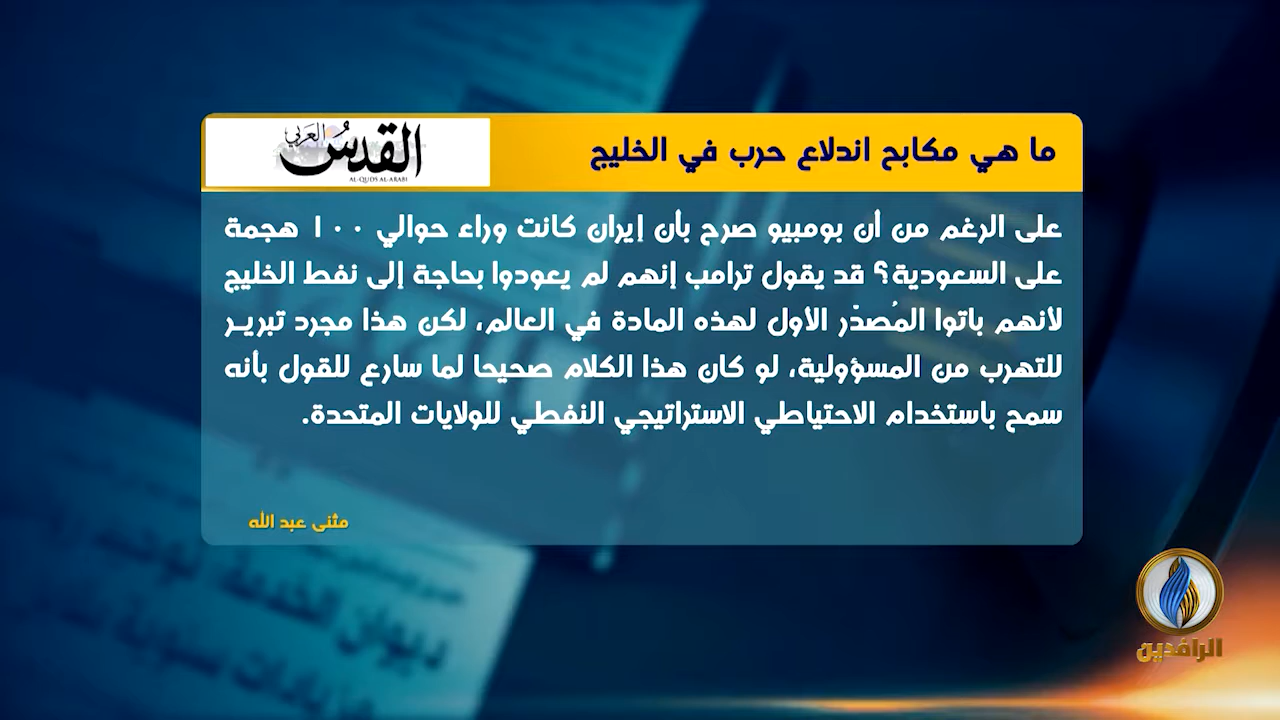 ما هي مكابح اندلاع حرب في الخليج
القدس العربي
AL-QUDS AL-ARABI
على الرغم من أن بومبيو صرح بأن إيران كانت وراء حوالي ١٠٠ هجمة
على السعودية؟ قد يقول ترامب إنهم لم يعودوا بحاجة إلى نفط الخليج
لأنهم باتوا المُصدّر الأول لهذه المادة في العالم، لكن هذا مجرد تبرير
للتهرب من المسؤولية، لو كان هذا الكلام صحيحا لما سارع للقول بأنه
سمح باستخدام الاحتياطي الاستراتيجي النفطي للولايات المتحدة.
مثنى عبد الله
الرافدين
ديوان الخدمة